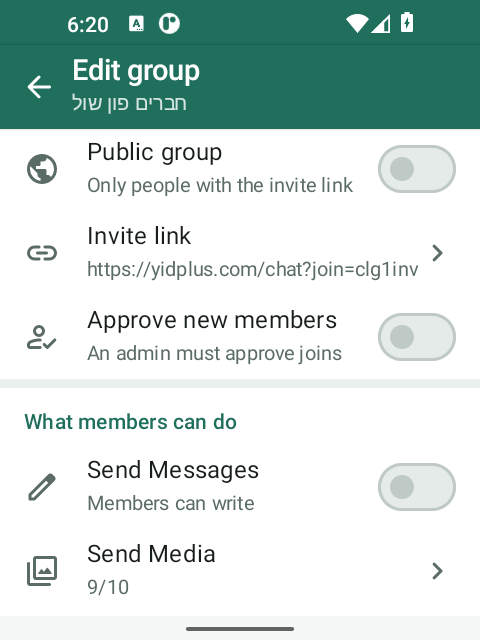 6:20
Edit group
חברים פון שול
Public group
Only people with the invite link
Invite link
https://yidplus.com/chat?join=clg1inv
Approve new members
An admin must approve joins
What members can do
Send Messages
Members can write
Send Media
9/10